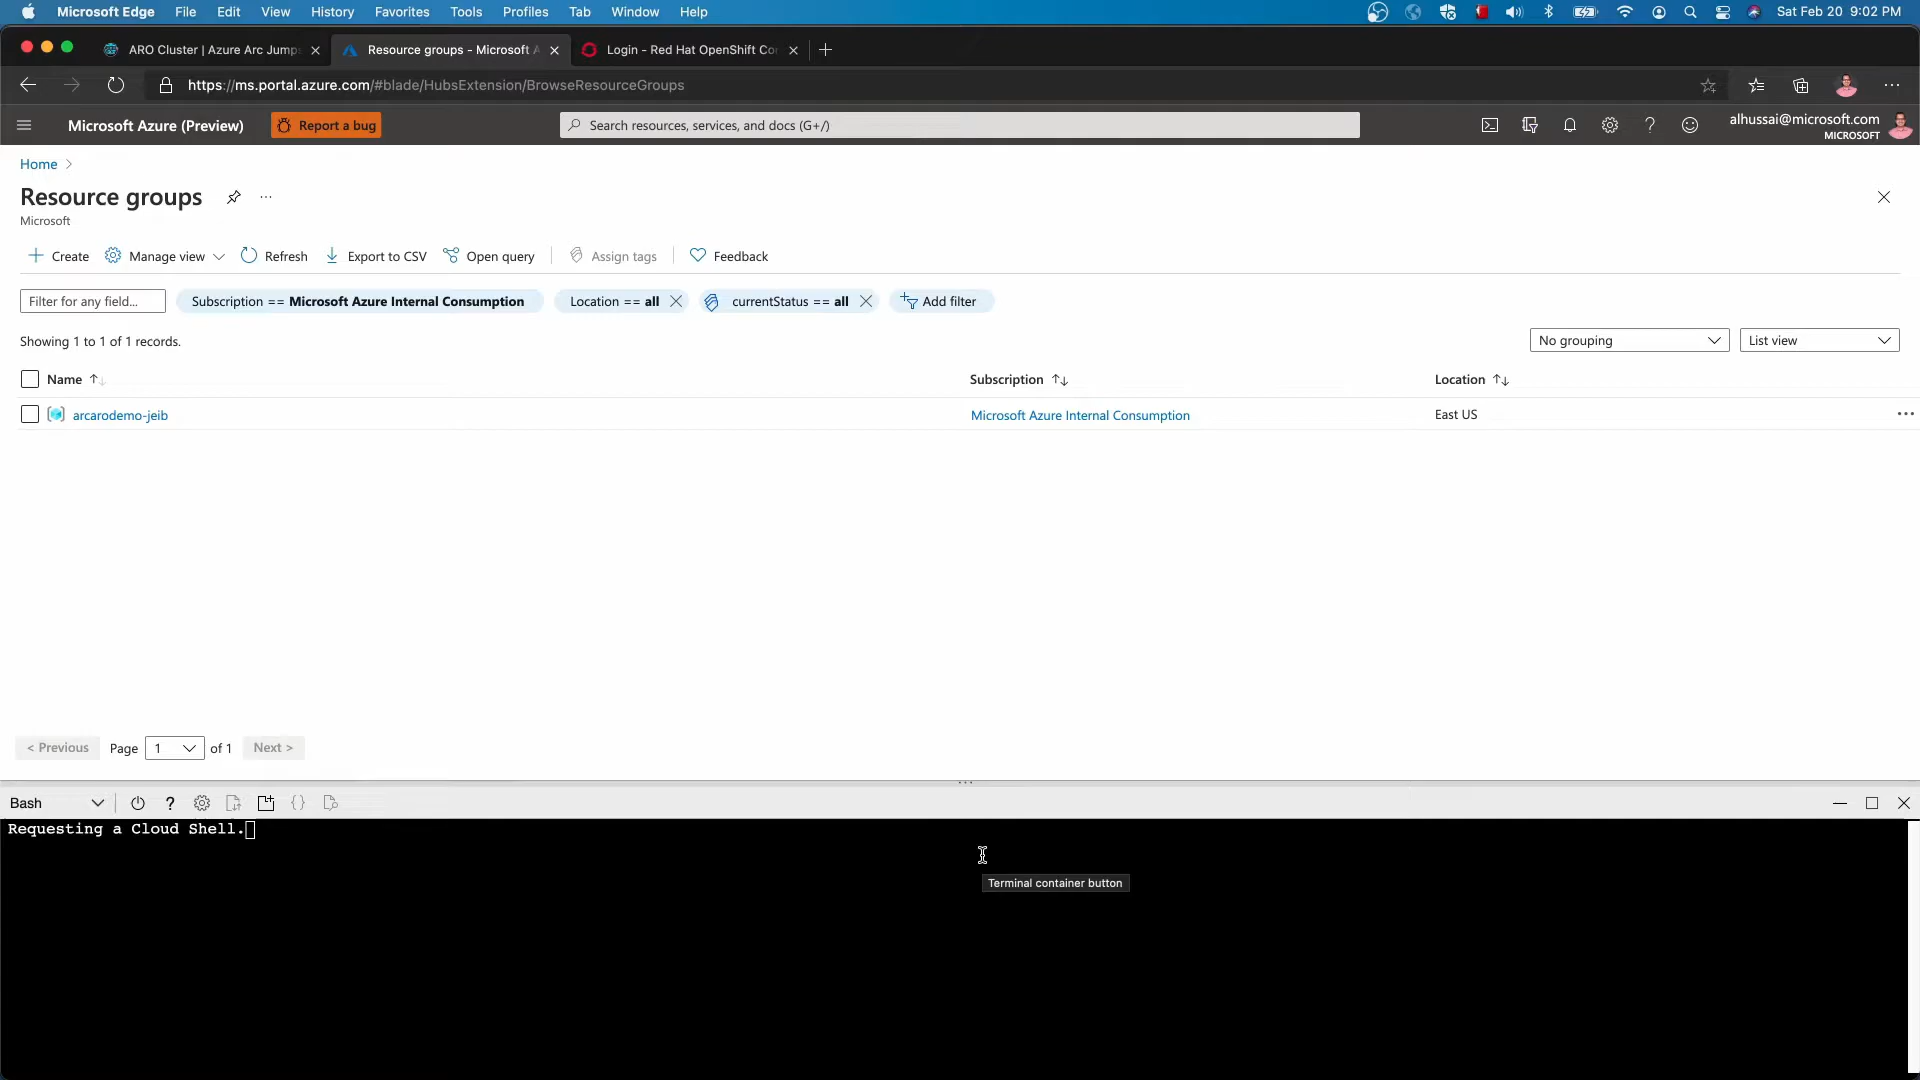 Microsoft Edge File Edit View History Favorites Tools Profiles Tab Window Help Sat Feb 20 9:02 PM
ARO Cluster | Azure Arc Jump Resource groups - Microsoft A Login - Red Hat OpenShift Co
https://ms.portal.azure.com/#blade/HubsExtension/BrowseResourceGroups
Microsoft Azure (Preview) Report a bug Search resources, services, and docs (G+/) alhussai@microsoft.com
MICROSOFT
Home >
Resource groups ...
Microsoft
+ Create Manage view Refresh Export to CSV Open query Assign tags Feedback
Filter for any field... Subscription == Microsoft Azure Internal Consumption Location == all currentStatus == all Add filter
Showing 1 to 1 of 1 records. No grouping List view
Name Subscription Location
arcarodemo-jeib Microsoft Azure Internal Consumption East US ...
< Previous Page 1 of 1 Next >
Bash ? {}
Requesting a Cloud Shell.
Terminal container button